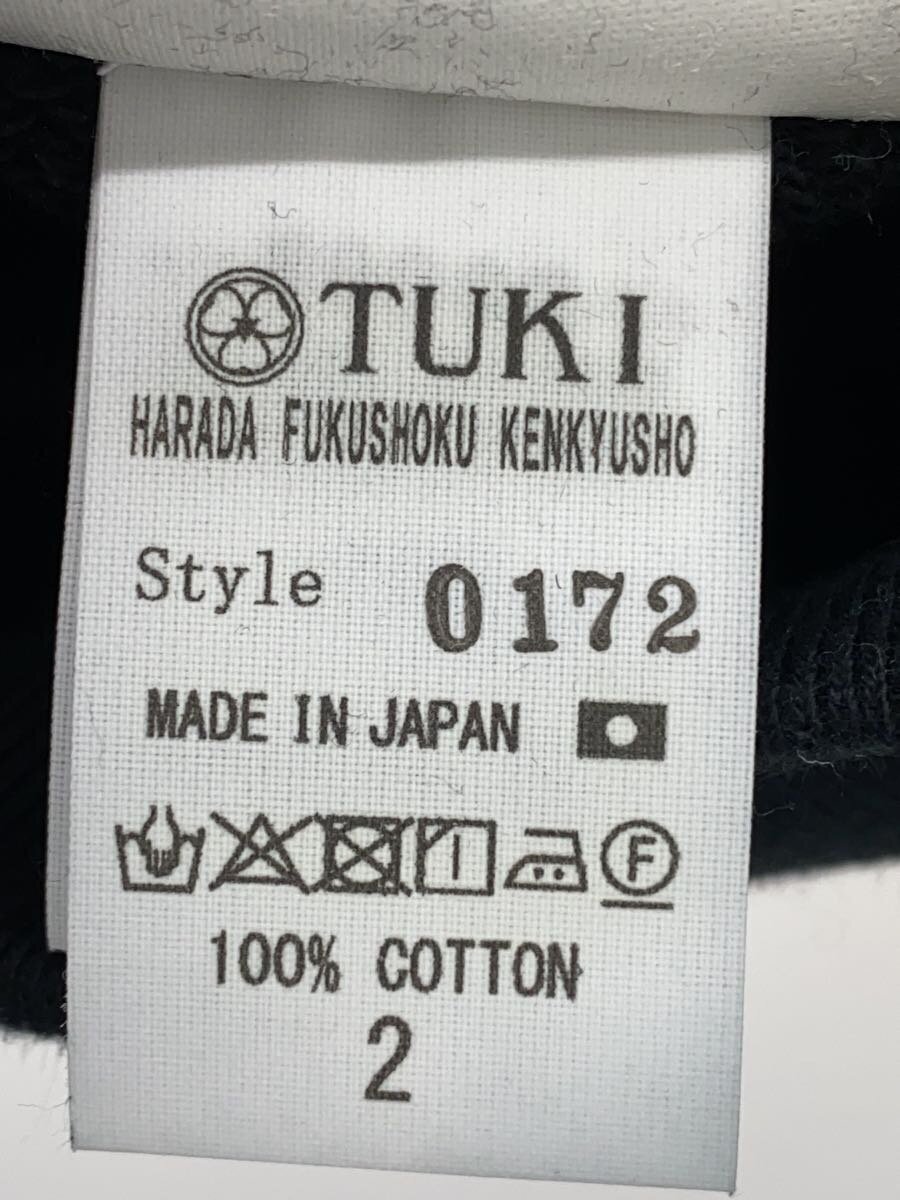 TUKI
HARADA FUKUSHOKU KENKYUSHO
Style 0172
MADE IN JAPAN
F
100% COTTON
2